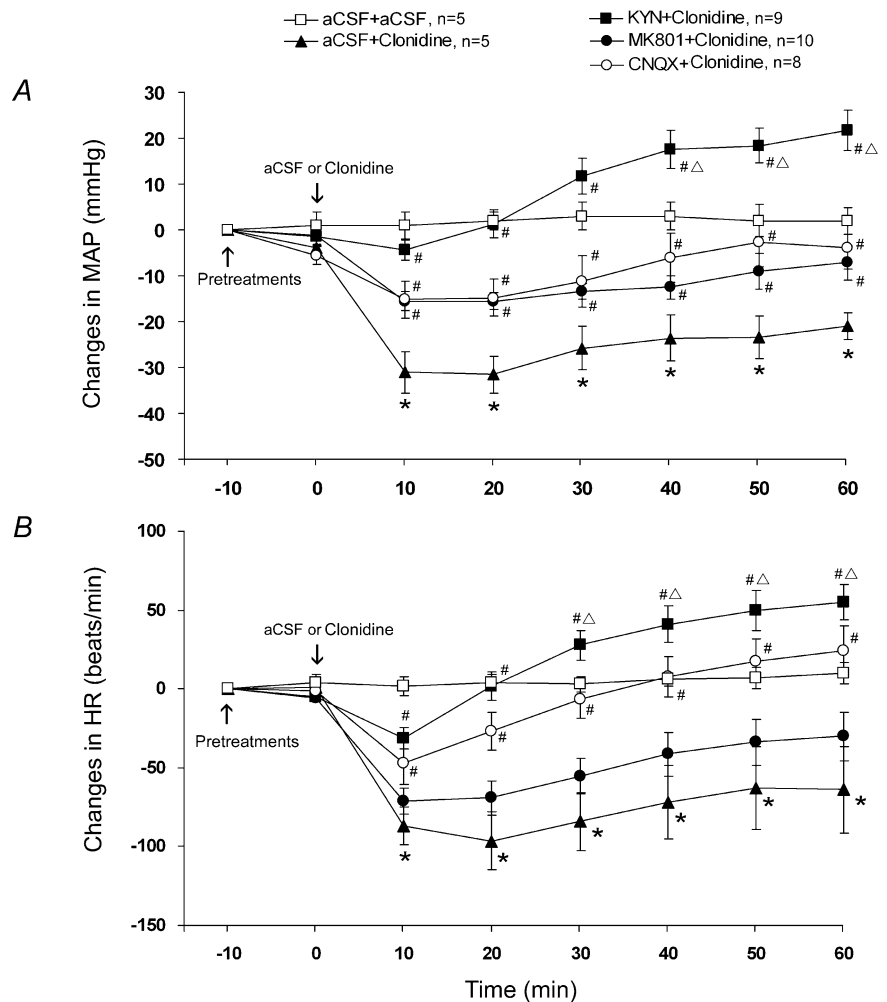 aCSF+aCSF, n=5
aCSF+Clonidine, n=5
KYN+Clonidine, n=9
MK801+Clonidine, n=10
CNQX+Clonidine, n=8
A
Changes in MAP (mmHg)
30
20
10
0
-10
-20
-30
-40
-50
aCSF or Clonidine
Pretreatments
# △ # △ # △
#
# #
# # # # # #
# # # # # #
* * * * * *
-10 0 10 20 30 40 50 60
B
Changes in HR (beats/min)
100
50
0
-50
-100
-150
aCSF or Clonidine
Pretreatments
#△ #△ #△ #△
# #
# # # # # #
* * * * * *
-10 0 10 20 30 40 50 60
Time (min)